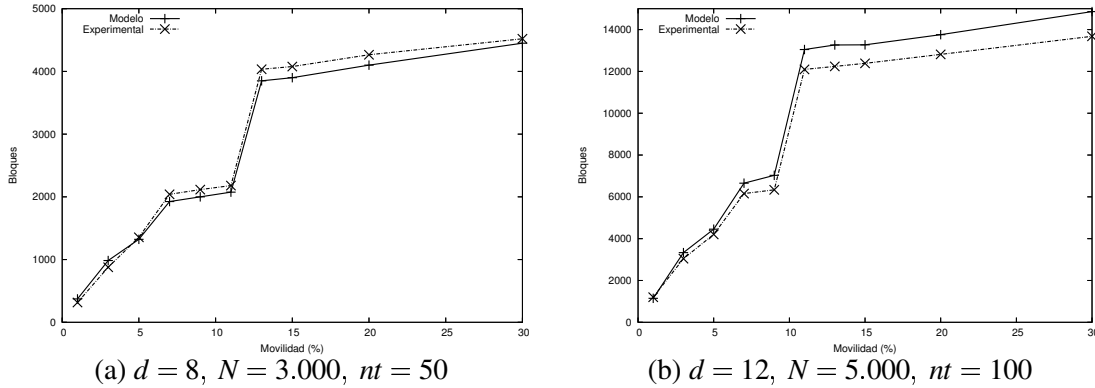 5000
4000
3000
2000
1000
0
0
5
10
15
20
25
30
Bloques
Movilidad (%)
Modelo
Experimental
(a) d = 8, N = 3.000, nt = 50
14000
12000
10000
8000
6000
4000
2000
0
0
5
10
15
20
25
30
Bloques
Movilidad (%)
Modelo
Experimental
(b) d = 12, N = 5.000, nt = 100